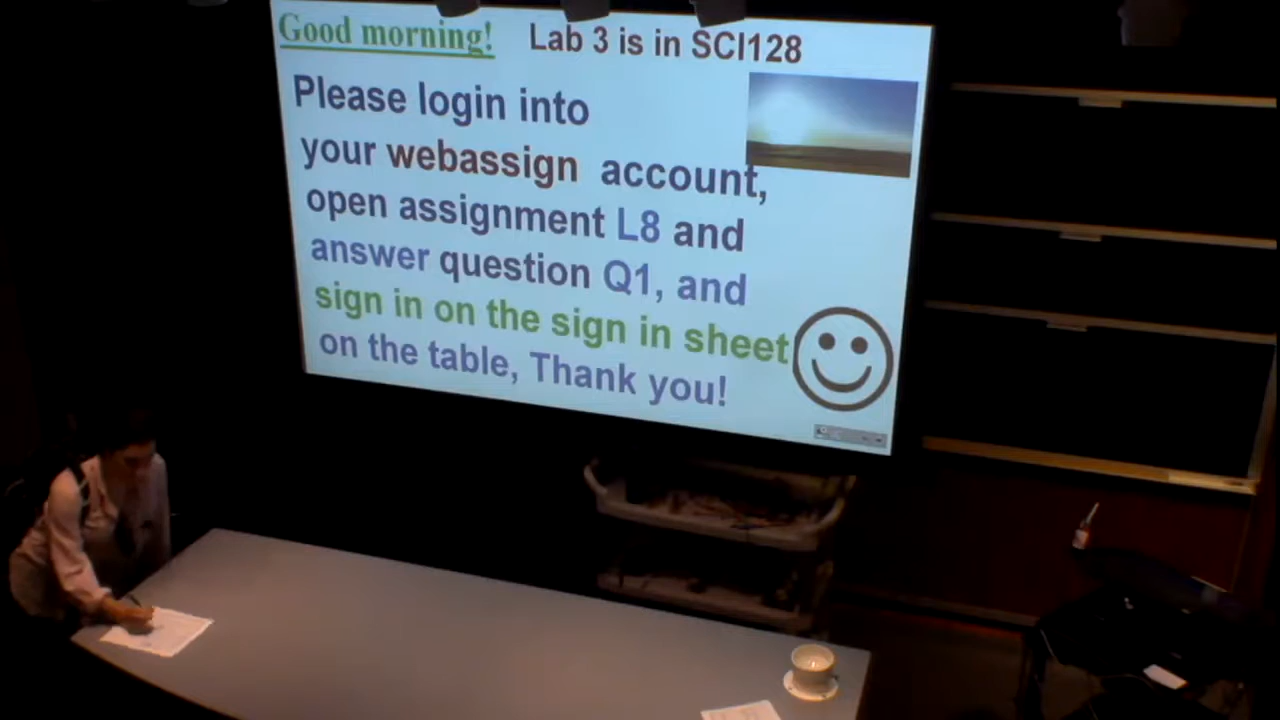 Good morning! Lab 3 is in SCI128
Please login into
your webassign account,
open assignment L8 and
answer question Q1, and
sign in on the sign in sheet
on the table, Thank you!